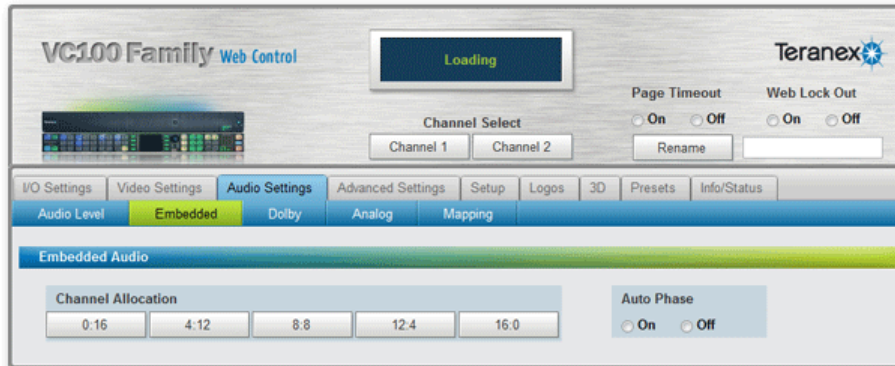 VC100 Family Web Control
Loading
Teranex
Page Timeout
Web Lock Out
On Off
On Off
Channel Select
Channel 1 Channel 2
Rename
I/O Settings Video Settings Audio Settings Advanced Settings Setup Logos 3D Presets Info/Status
Audio Level Embedded Dolby Analog Mapping
Embedded Audio
Channel Allocation
0:16 4:12 8:8 12:4 16:0
Auto Phase
On Off